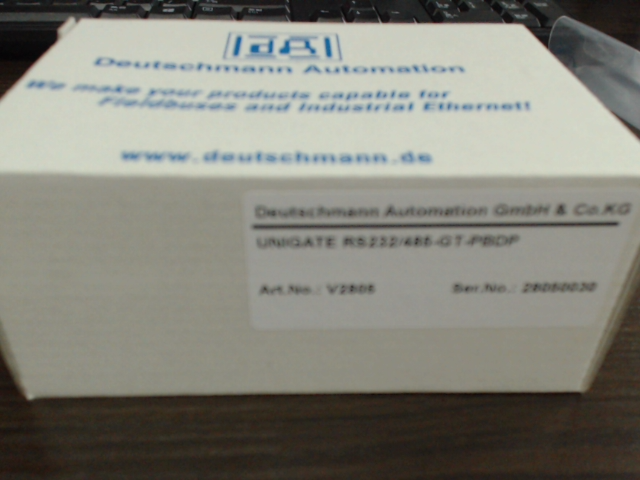 Deutschmann Automation
We make your products capable for
Fieldbuses and Industrial Ethernet!
www.deutschmann.de
Deutschmann Automation GmbH & Co.KG
UNIGATE RS232/485-GT-PBDP
Art.No.: V2805 Ser.No.: 28050030